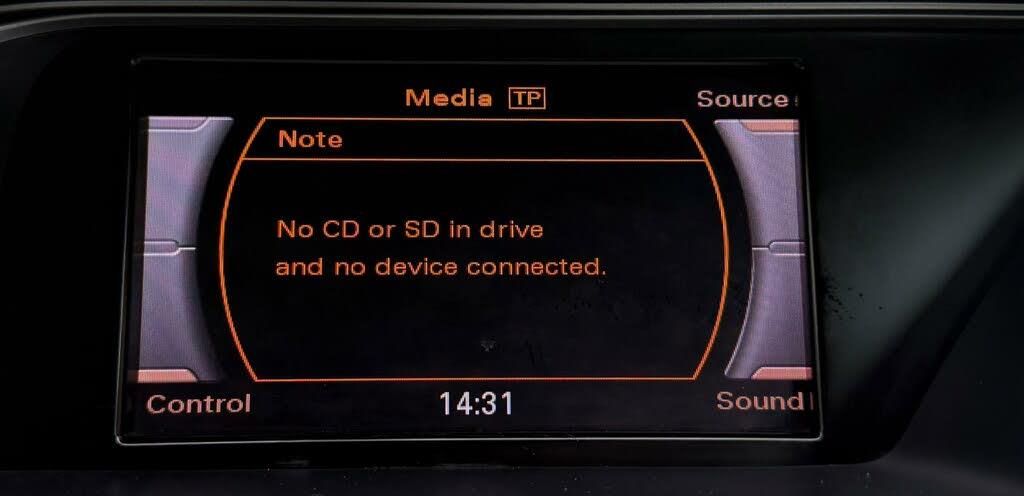 Media TP
Source
Note
No CD or SD in drive
and no device connected.
Control
14:31
Sound